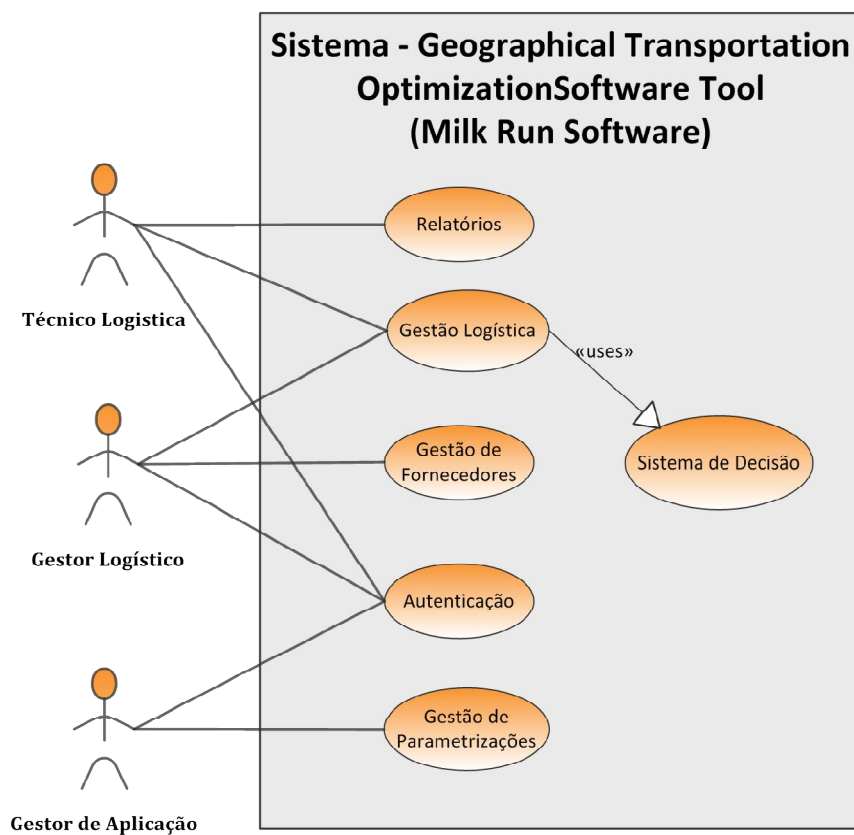 Sistema - Geographical Transportation
OptimizationSoftware Tool
(Milk Run Software)
Relatórios
Técnico Logistica
Gestão Logística
«uses»
Gestão de
Fornecedores
Sistema de Decisão
Gestor Logístico
Autenticação
Gestão de
Parametrizações
Gestor de Aplicação